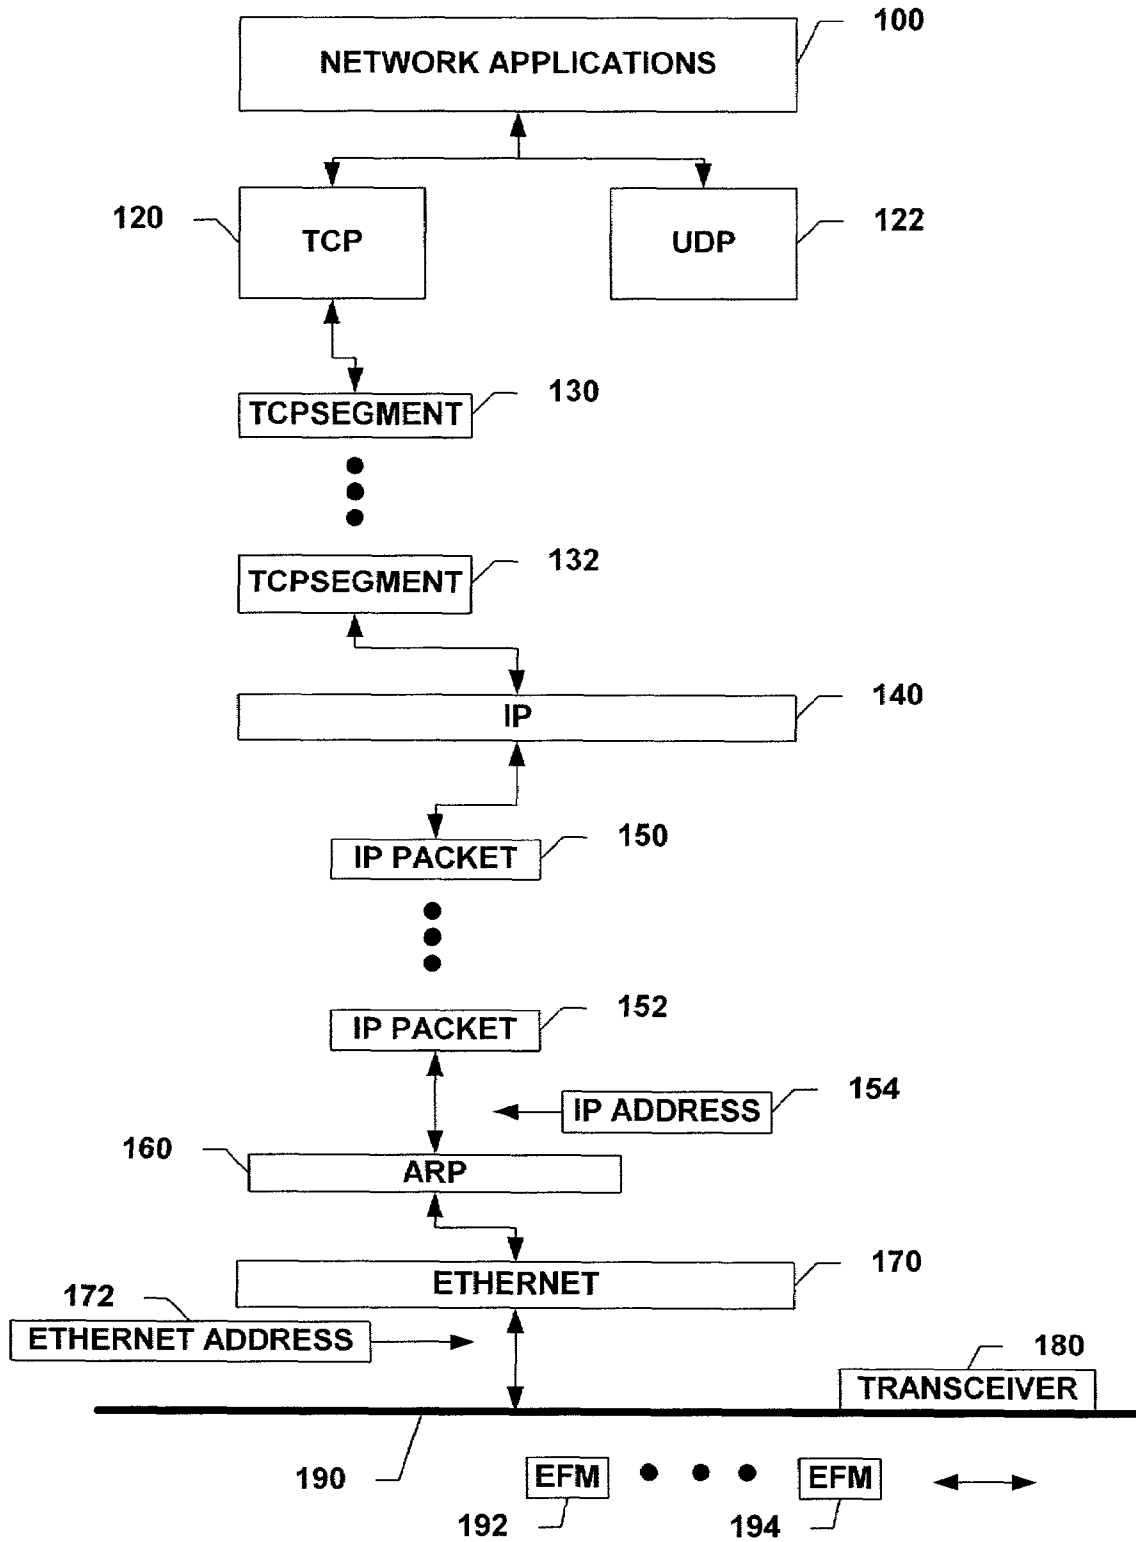 100
NETWORK APPLICATIONS
120
TCP
UDP
122
130
TCPSEGMENT
132
TCPSEGMENT
140
IP
150
IP PACKET
152
IP PACKET
154
IP ADDRESS
160
ARP
170
ETHERNET
172
ETHERNET ADDRESS
180
TRANSCEIVER
190
EFM
EFM
192
194